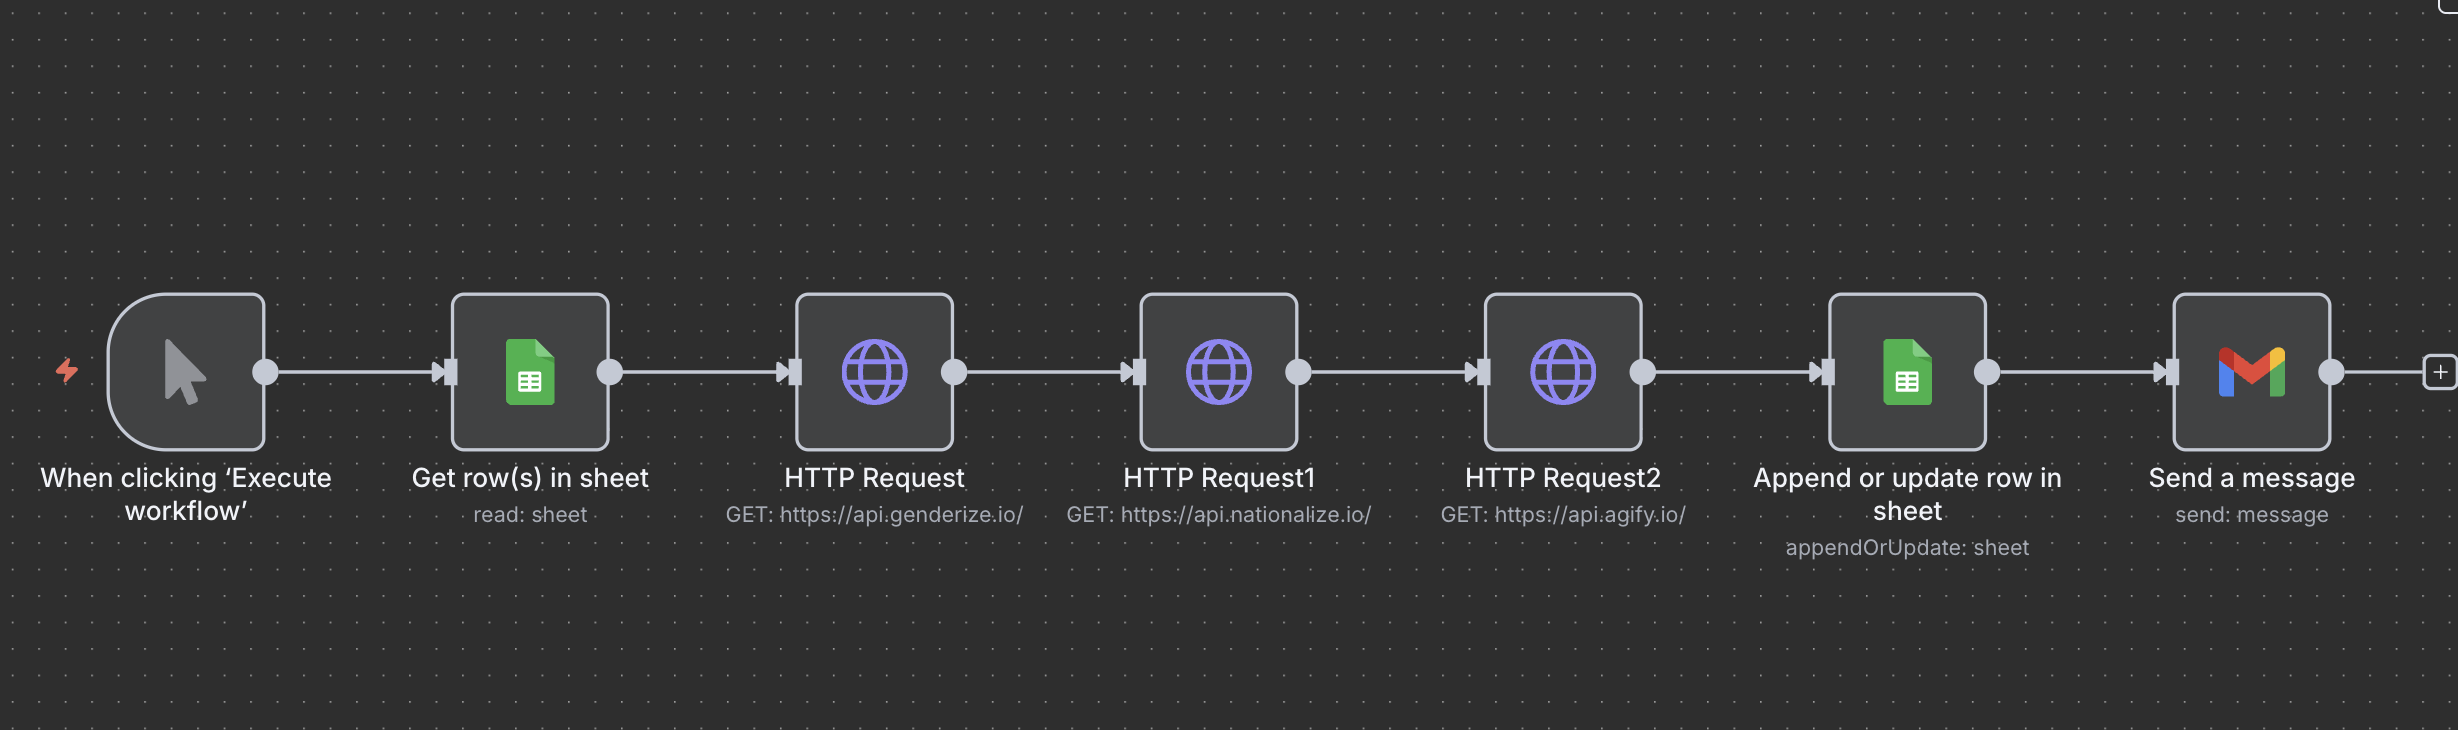 When clicking ‘Execute
workflow’
Get row(s) in sheet
read: sheet
HTTP Request
GET: https://api.genderize.io/
HTTP Request1
GET: https://api.nationalize.io/
HTTP Request2
GET: https://api.agify.io/
Append or update row in
sheet
appendOrUpdate: sheet
Send a message
send: message